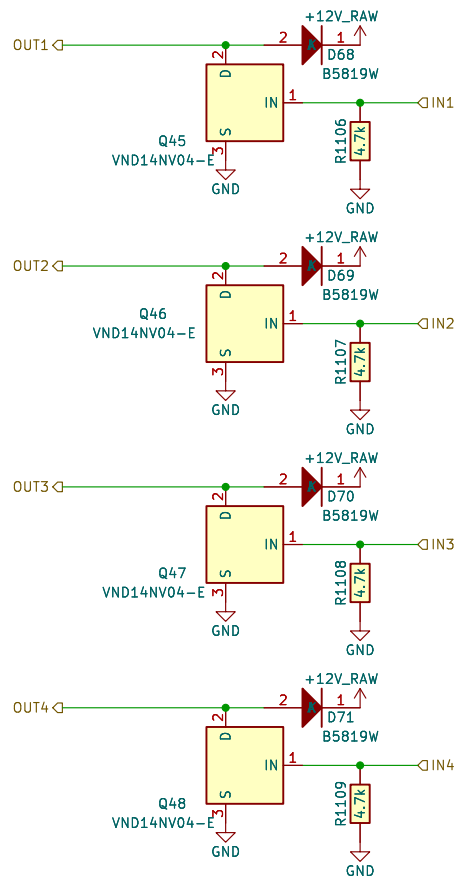 +12V_RAW
OUT1
2
1
D68
B5819W
2
D
IN
1
IN1
S
3
Q45
VND14NV04-E
GND
R1106
4.7k
GND
+12V_RAW
OUT2
2
1
D69
B5819W
2
D
IN
1
IN2
S
3
Q46
VND14NV04-E
GND
R1107
4.7k
GND
+12V_RAW
OUT3
2
1
D70
B5819W
2
D
IN
1
IN3
S
3
Q47
VND14NV04-E
GND
R1108
4.7k
GND
+12V_RAW
OUT4
2
1
D71
B5819W
2
D
IN
1
IN4
S
3
Q48
VND14NV04-E
GND
R1109
4.7k
GND